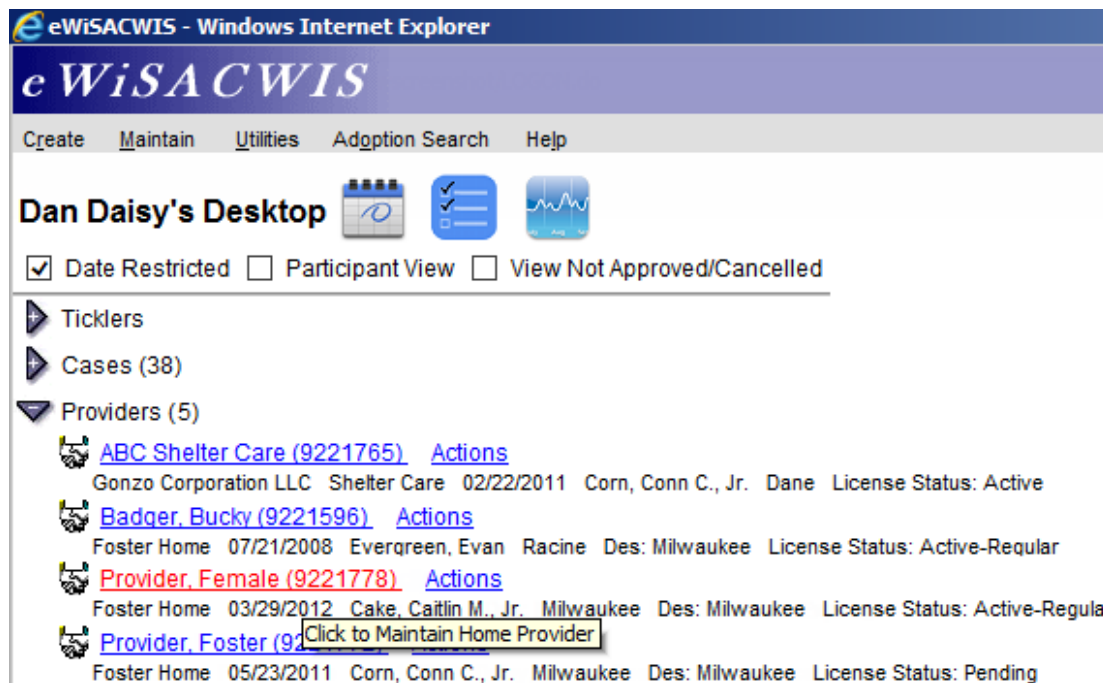 eWiSACWIS - Windows Internet Explorer
e WiSACWIS
Create Maintain Utilities Adoption Search Help
Dan Daisy's Desktop
Date Restricted Participant View View Not Approved/Cancelled
Ticklers
Cases (38)
Providers (5)
ABC Shelter Care (9221765) Actions
Gonzo Corporation LLC Shelter Care 02/22/2011 Corn, Conn C., Jr. Dane License Status: Active
Badger, Bucky (9221596) Actions
Foster Home 07/21/2008 Evergreen, Evan Racine Des: Milwaukee License Status: Active-Regular
Provider, Female (9221778) Actions
Foster Home 03/29/2012 Cake, Caitlin M., Jr. Milwaukee Des: Milwaukee License Status: Active-Regula
Click to Maintain Home Provider
Provider, Foster
Foster Home 05/23/2011 Corn, Conn C., Jr. Milwaukee Des: Milwaukee License Status: Pending